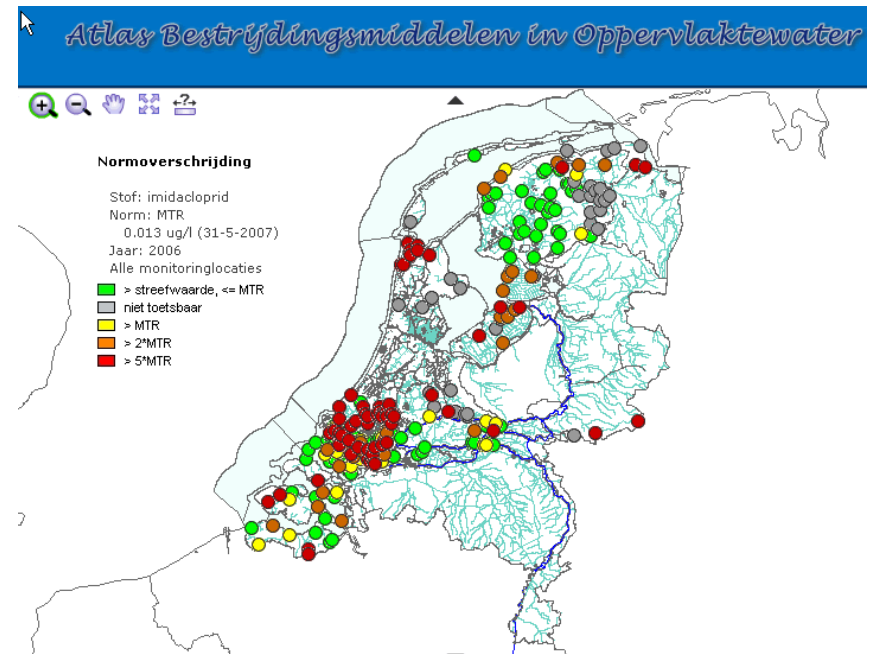 Atlas Bestrijdingsmiddelen in Oppervlaktewater
←?→
Normoverschrijding
Stof: imidacloprid
Norm: MTR
0.013 ug/l (31-5-2007)
Jaar: 2006
Alle monitoringlocaties
> streefwaarde, <= MTR
niet toetsbaar
> MTR
> 2*MTR
> 5*MTR